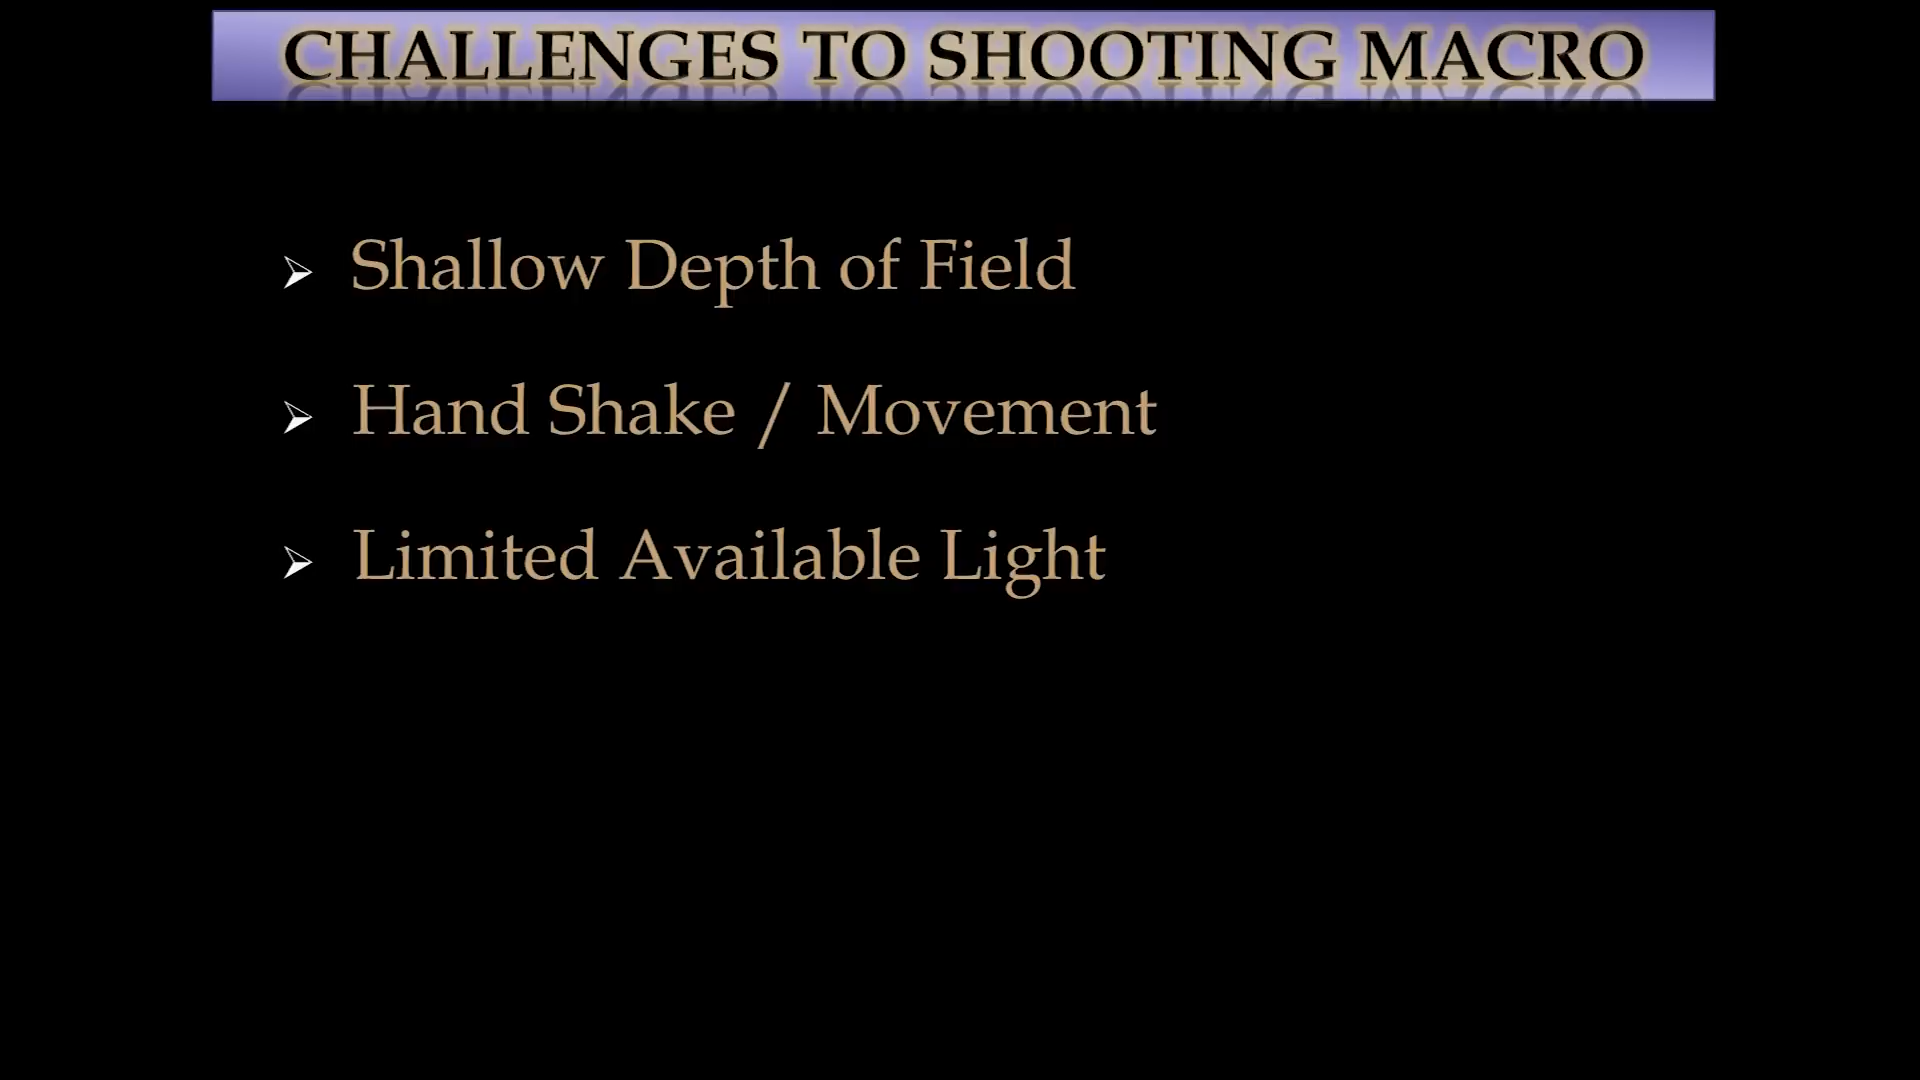 CHALLENGES TO SHOOTING MACRO
Shallow Depth of Field
Hand Shake / Movement
Limited Available Light